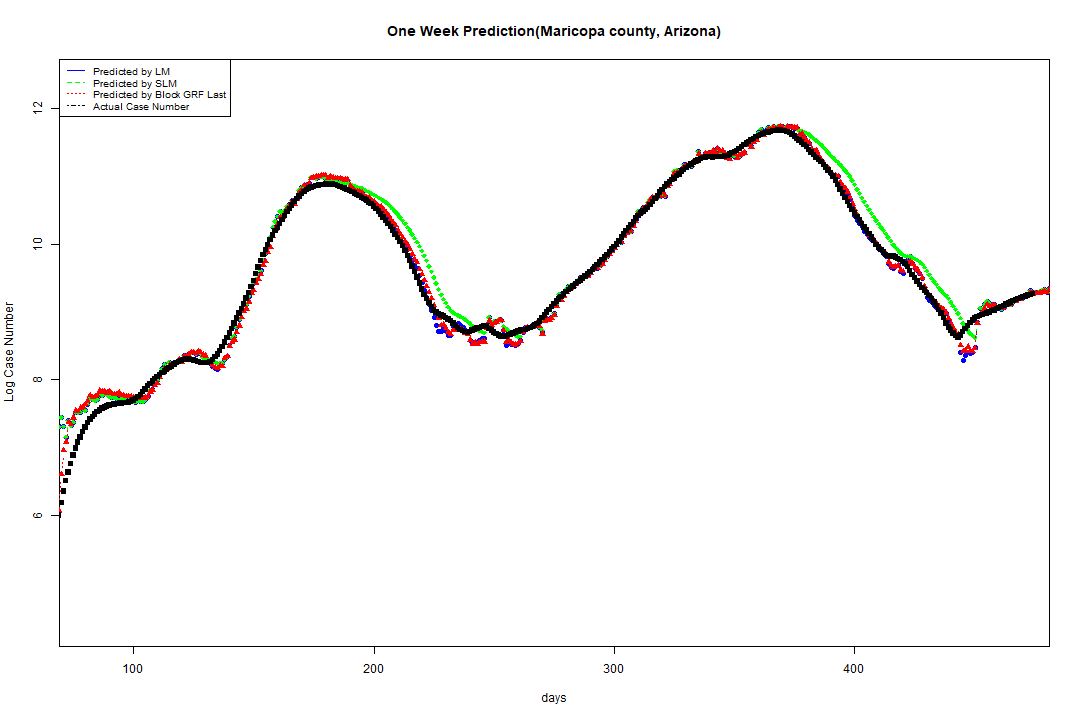 One Week Prediction(Maricopa county, Arizona)
Predicted by LM
Predicted by SLM
Predicted by Block GRF Last
Actual Case Number
12
10
8
6
Log Case Number
100 200 300 400
days